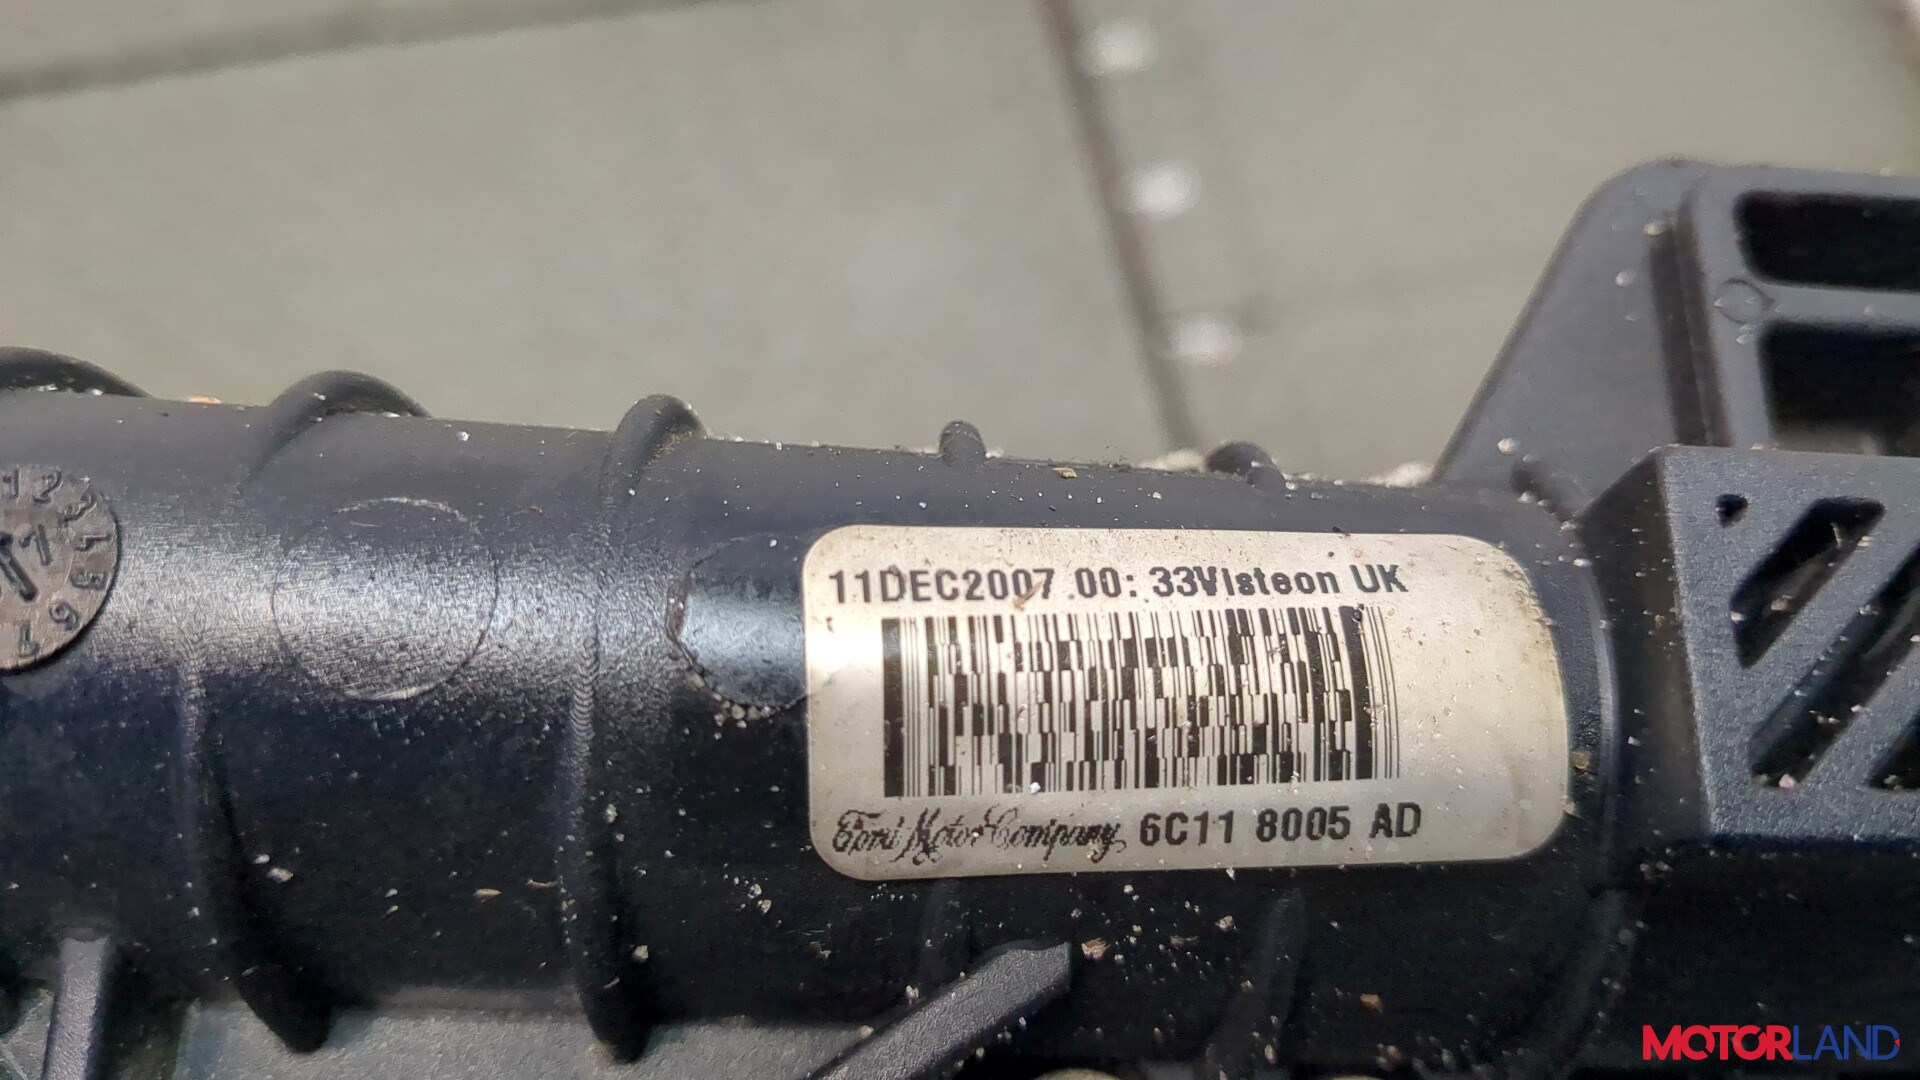 11DEC2007 00: 33Visteon UK
Ford Motor Company 6C11 8005 AD
MOTORLAND